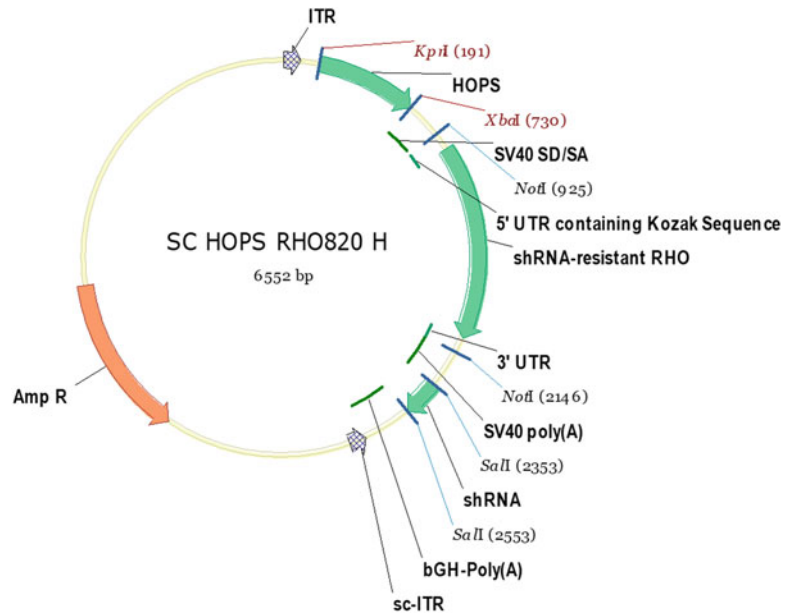 ITR
KpnI (191)
HOPS
XbaI (730)
SV40 SD/SA
NotI (925)
5' UTR containing Kozak Sequence
shRNA-resistant RHO
SC HOPS RHO820 H
6552 bp
3' UTR
NotI (2146)
Amp R
SV40 poly(A)
SalI (2353)
shRNA
SalI (2553)
bGH-Poly(A)
sc-ITR